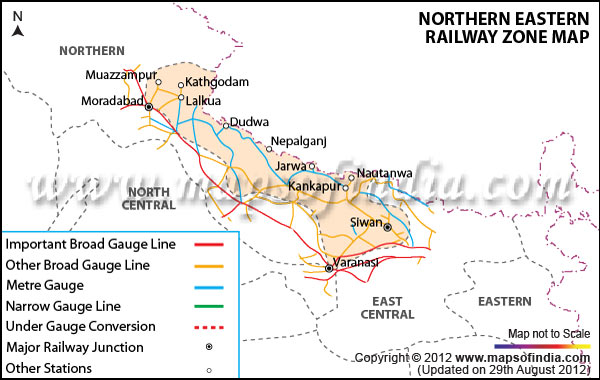 N
NORTHERN EASTERN
RAILWAY ZONE MAP
NORTHERN
Muazzampur
Kathgodam
Moradabad
Lalkua
Dudwa
Nepalganj
Jarwa
Nautanwa
Kankapur
www.mapsofindia.com
NORTH
CENTRAL
Siwan
Varanasi
EAST
CENTRAL
EASTERN
Important Broad Gauge Line
Other Broad Gauge Line
Metre Gauge
Narrow Gauge Line
Under Gauge Conversion
Major Railway Junction
Other Stations
Map not to Scale
Copyright © 2012 www.mapsofindia.com
(Updated on 29th August 2012)